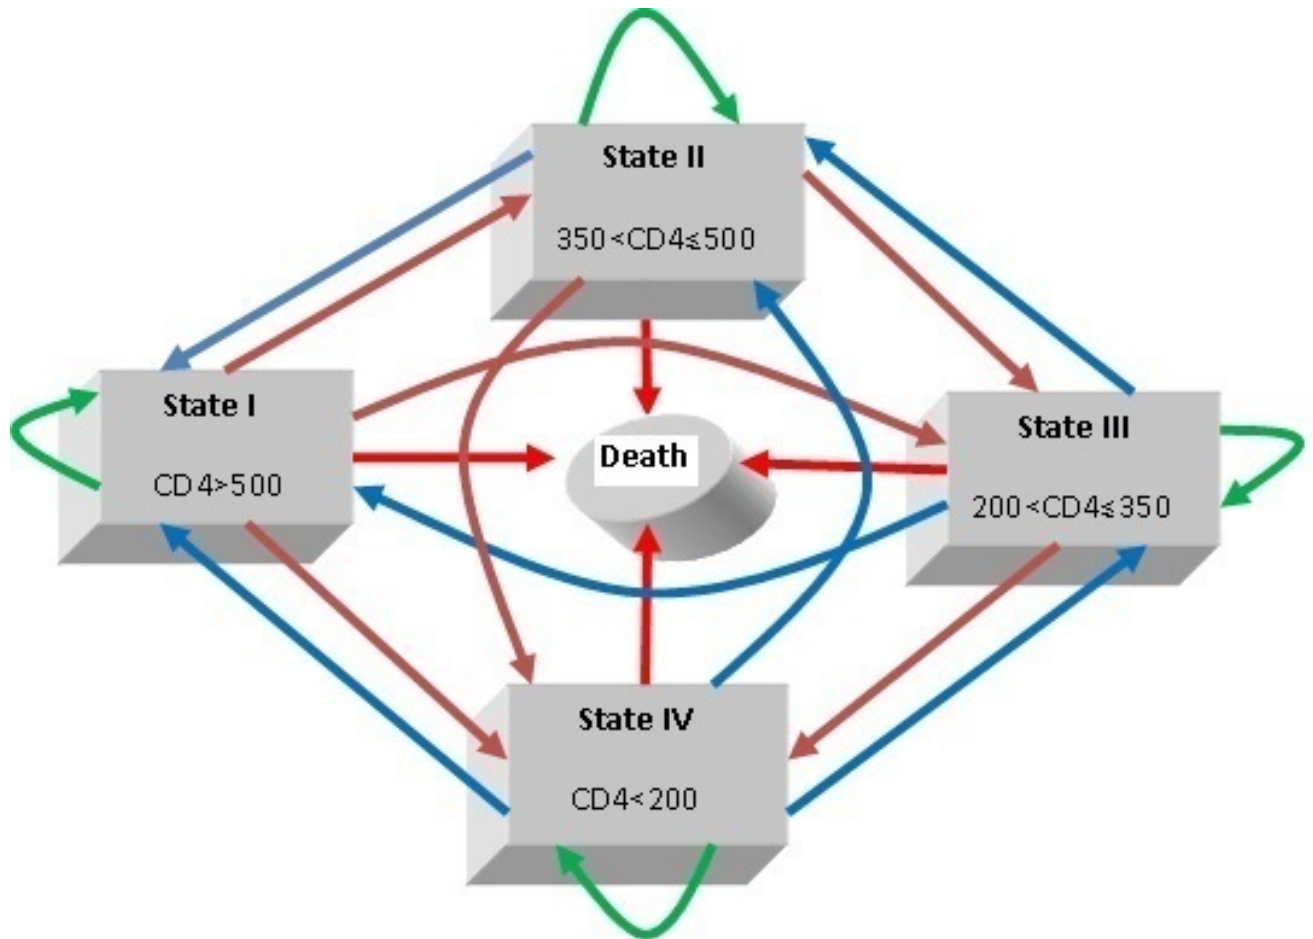 State II
350<CD4≤500
State I
CD4>500
Death
State III
200<CD4≤350
State IV
CD4<200